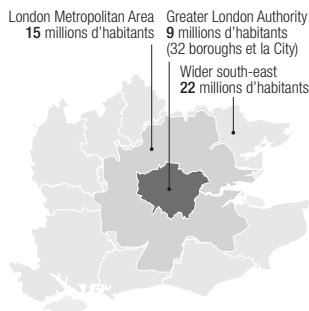 London Metropolitan Area
15 millions d’habitants
Greater London Authority
9 millions d’habitants
(32 boroughs et la City)
Wider south-east
22 millions d’habitants